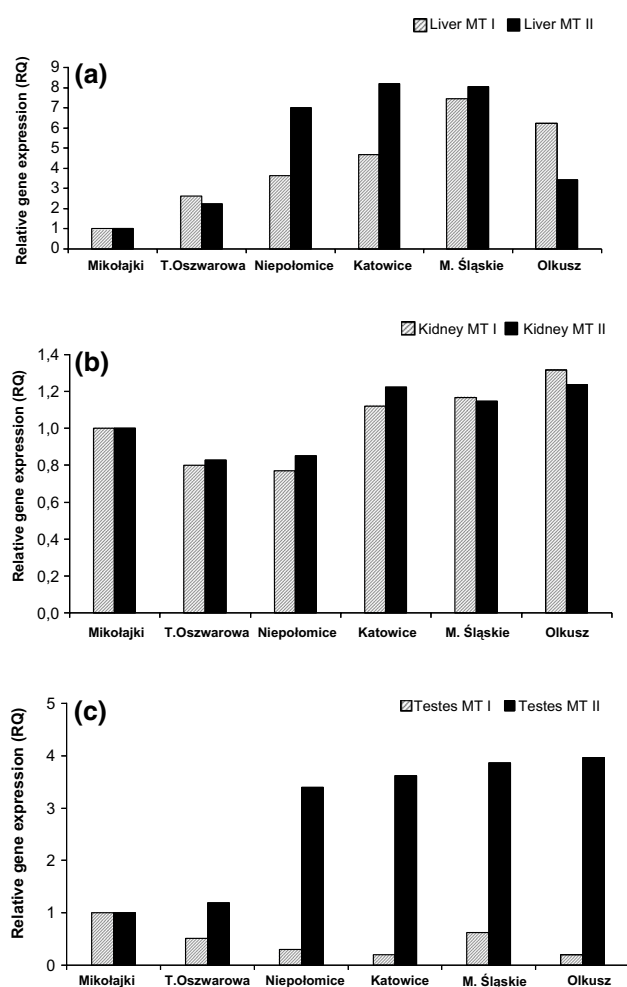 Liver MT I Liver MT II
(a)
Relative gene expression (RQ)
9
8
7
6
5
4
3
2
1
0
Mikołajki T.Oszwarowa Niepołomice Katowice M. Śląskie Olkusz
Kidney MT I Kidney MT II
(b)
Relative gene expression (RQ)
1,4
1,2
1,0
0,8
0,6
0,4
0,2
0,0
Mikołajki T.Oszwarowa Niepołomice Katowice M. Śląskie Olkusz
Testes MT I Testes MT II
(c)
Relative gene expression (RQ)
5
4
3
2
1
0
Mikołajki T.Oszwarowa Niepołomice Katowice M. Śląskie Olkusz